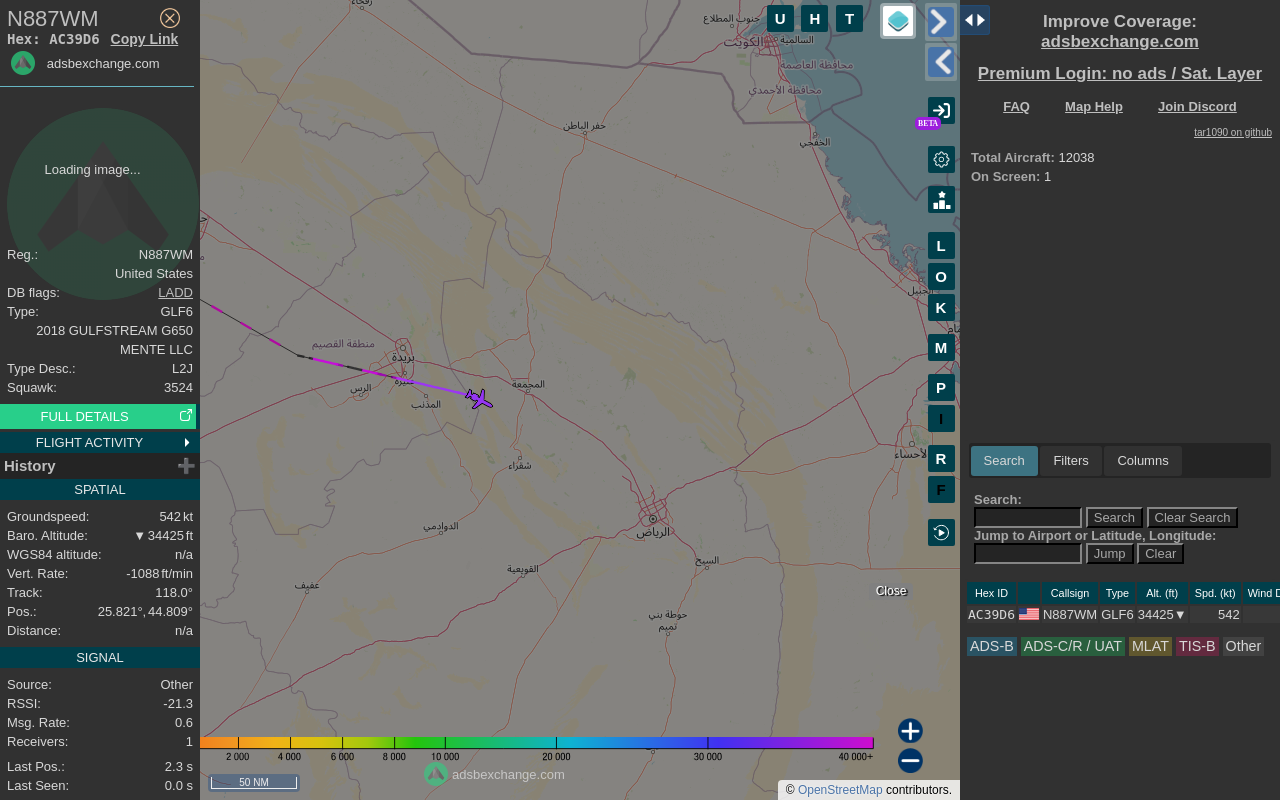 N887WM
Hex: AC39D6 Copy Link
adsbexchange.com
Loading image...
Reg.: N887WM
United States
DB flags: LADD
Type: GLF6
2018 GULFSTREAM G650
MENTE LLC
Type Desc.: L2J
Squawk: 3524
FULL DETAILS
FLIGHT ACTIVITY
History
SPATIAL
Groundspeed: 542 kt
Baro. Altitude: ▼ 34425 ft
WGS84 altitude: n/a
Vert. Rate: -1088 ft/min
Track: 118.0°
Pos.: 25.821°, 44.809°
Distance: n/a
SIGNAL
Source: Other
RSSI: -21.3
Msg. Rate: 0.6
Receivers: 1
Last Pos.: 2.3 s
Last Seen: 0.0 s
جنوب المطلاع
الكويت
السالمية
محافظة العاصمة
محافظة الأحمدي
حفر الباطن
الخفجي
منطقة القصيم
بريدة
الرس
المذنب
المجمعة
شقراء
الدوادمي
الرياض
القويعية
السيح
عفيف
حوطة بني
تميم
U H T
BETA
L
O
K
M
P
I
R
F
Close
2 000 4 000 6 000 8 000 10 000 20 000 30 000 40 000+
adsbexchange.com
50 NM
© OpenStreetMap contributors.
Improve Coverage:
adsbexchange.com
Premium Login: no ads / Sat. Layer
FAQ Map Help Join Discord
tar1090 on github
Total Aircraft: 12038
On Screen: 1
Search Filters Columns
Search:
Search Clear Search
Jump to Airport or Latitude, Longitude:
Jump Clear
Hex ID Callsign Type Alt. (ft) Spd. (kt) Wind D
AC39D6 N887WM GLF6 34425▼ 542
ADS-B ADS-C/R / UAT MLAT TIS-B Other